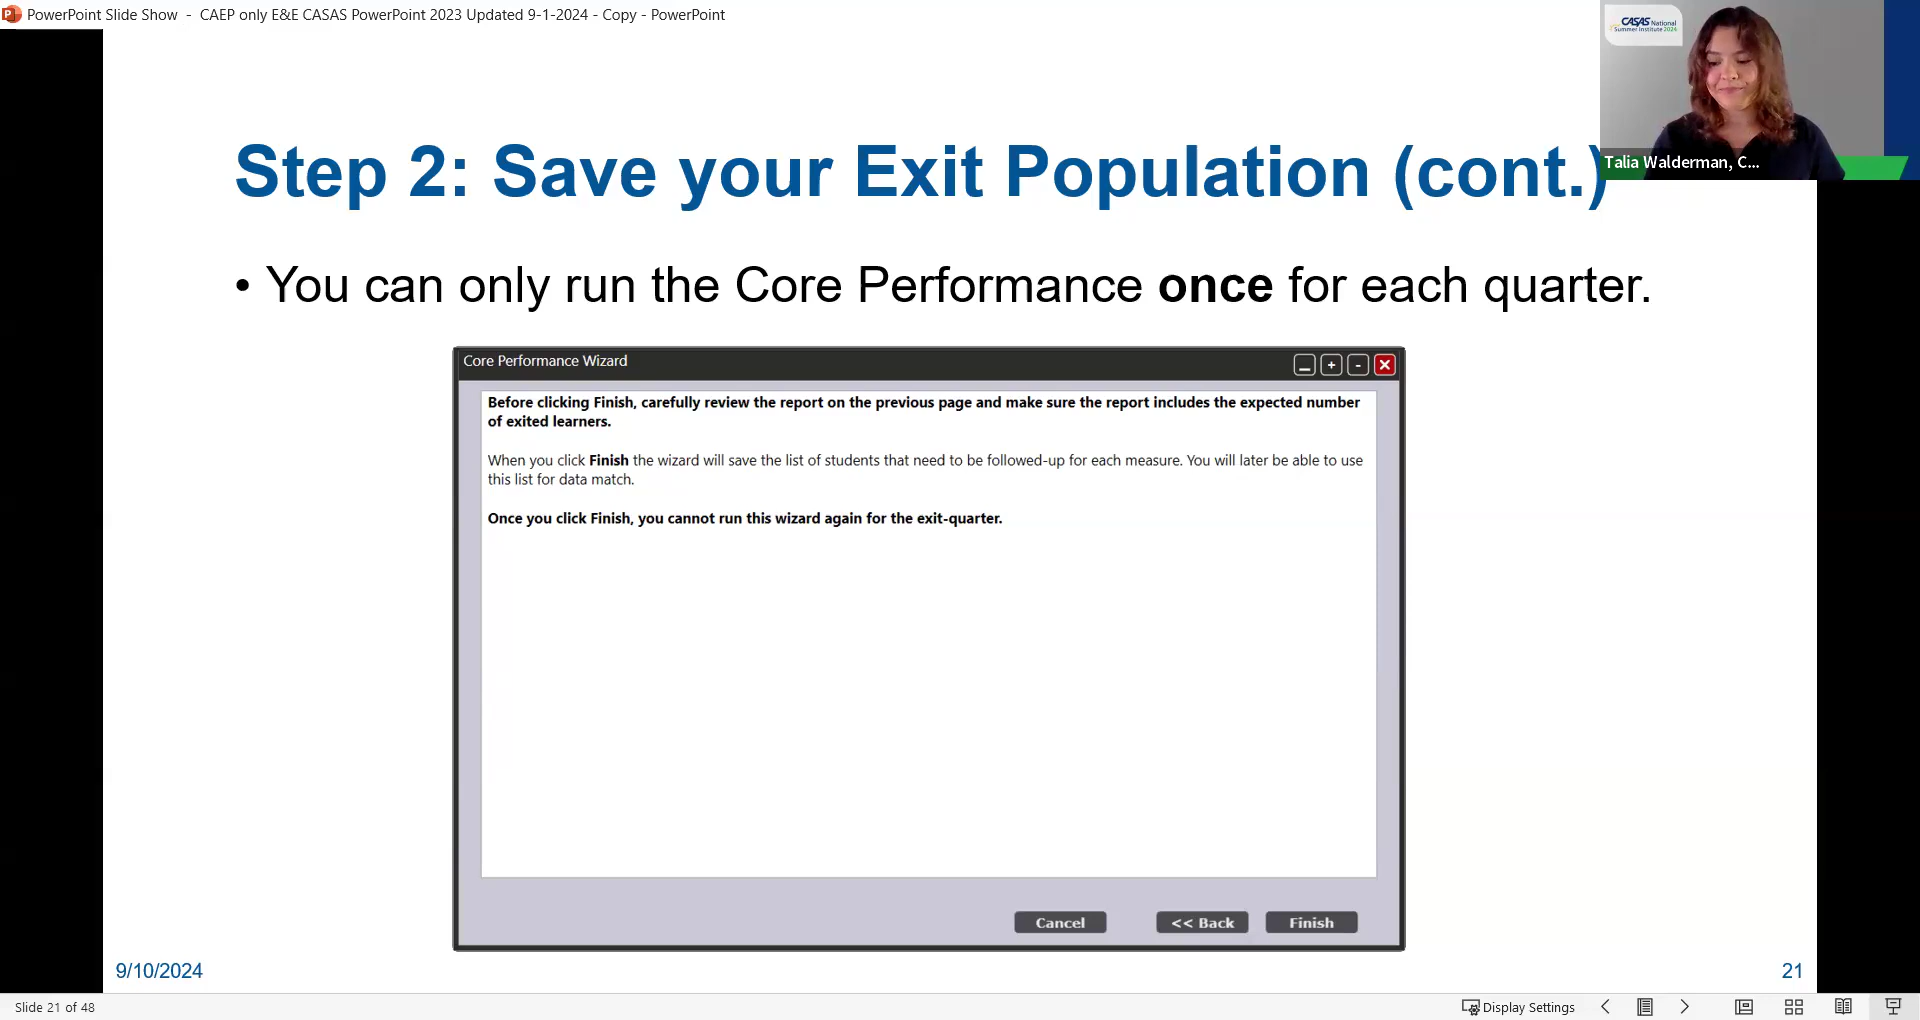 PowerPoint Slide Show - CAEP only E&E CASAS PowerPoint 2023 Updated 9-1-2024 - Copy - PowerPoint
CASAS National
Summer Institute 2024
Talia Walderman, C...
Step 2: Save your Exit Population (cont.)
• You can only run the Core Performance once for each quarter.
Core Performance Wizard
Before clicking Finish, carefully review the report on the previous page and make sure the report includes the expected number
of exited learners.
When you click Finish the wizard will save the list of students that need to be followed-up for each measure. You will later be able to use
this list for data match.
Once you click Finish, you cannot run this wizard again for the exit-quarter.
Cancel
<< Back
Finish
9/10/2024
21
Slide 21 of 48
Display Settings